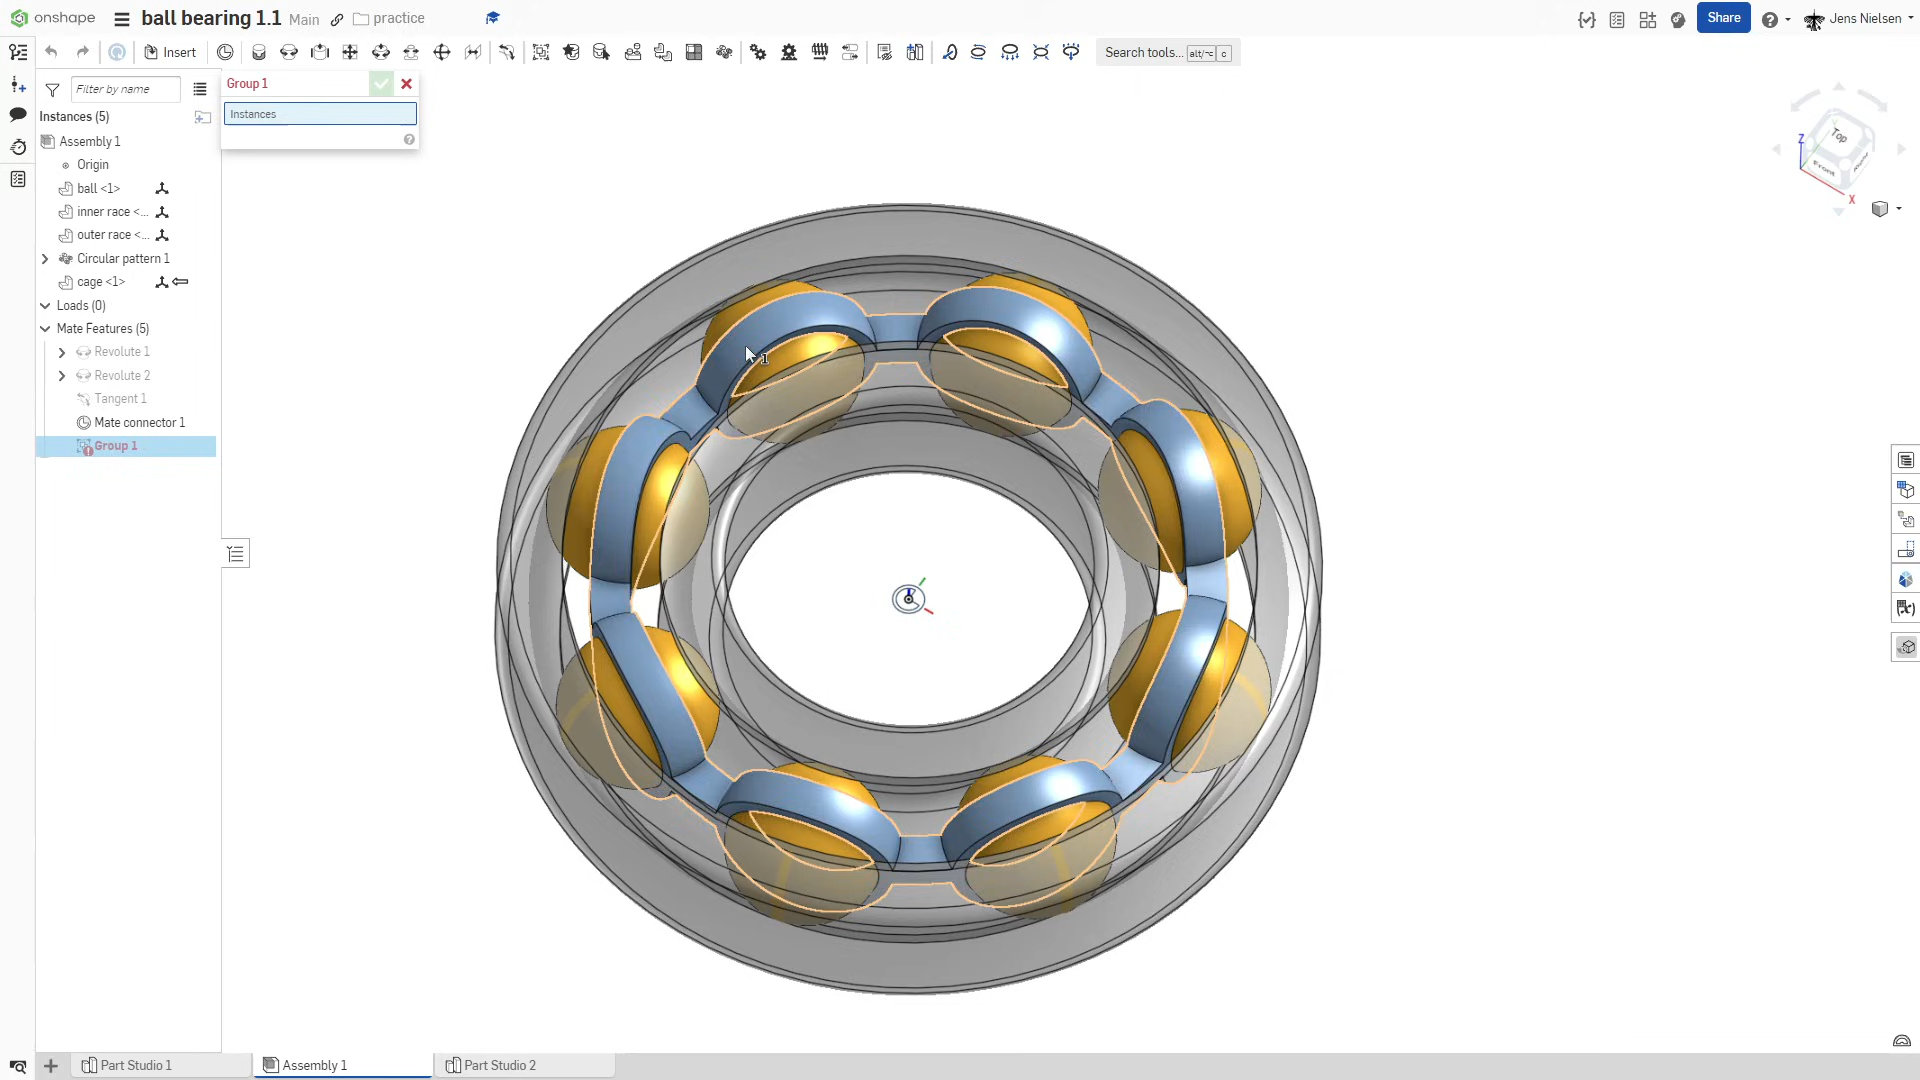 onshape
ball bearing 1.1 Main practice
Share
Jens Nielsen
Insert
Search tools... alt/⌥ c
Filter by name
Instances (5)
Assembly 1
Origin
ball <1>
inner race <...
outer race <...
Circular pattern 1
cage <1>
Loads (0)
Mate Features (5)
Revolute 1
Revolute 2
Tangent 1
Mate connector 1
Group 1
Group 1
Instances
1
Top
Front
Z
X
Part Studio 1
Assembly 1
Part Studio 2